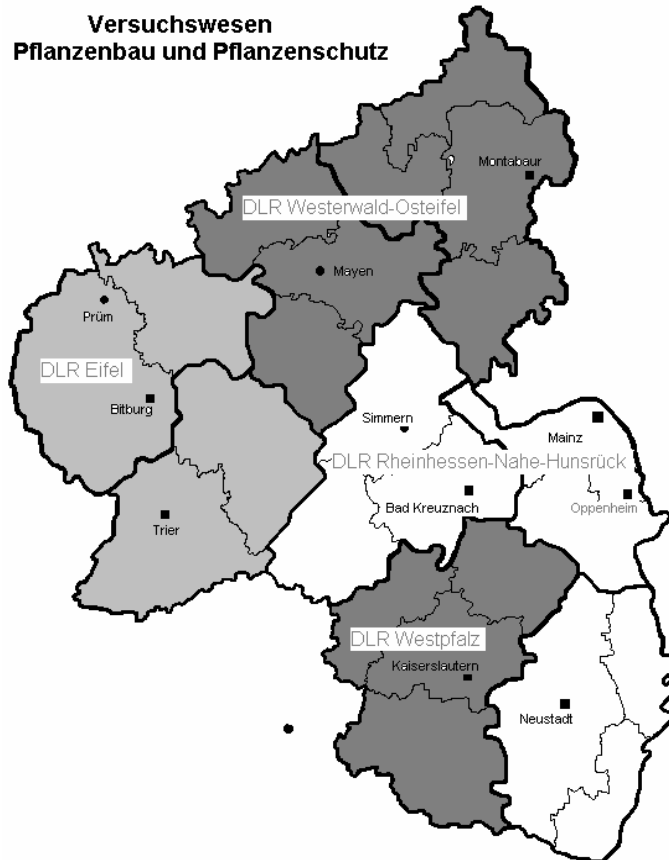 Versuchswesen
Pflanzenbau und Pflanzenschutz
Montabaur
DLR Westerwald-Osteifel
Mayen
Prüm
DLR Eifel
Bitburg
Simmern
Mainz
DLR Rheinhessen-Nahe-Hunsrück
Bad Kreuznach
Oppenheim
Trier
DLR Westpfalz
Kaiserslautern
Neustadt